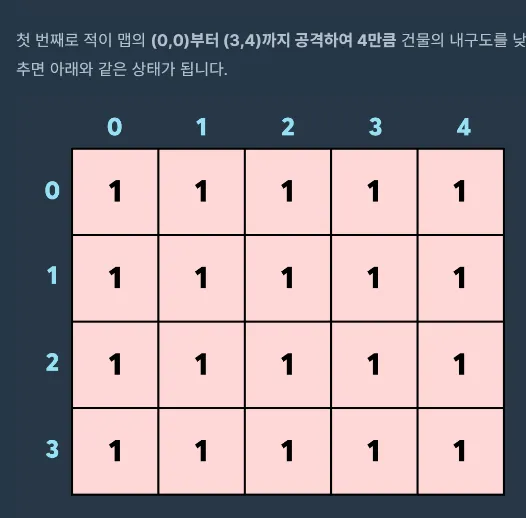 첫 번째로 적이 맵의 (0,0)부터 (3,4)까지 공격하여 4만큼 건물의 내구도를 낮
추면 아래와 같은 상태가 됩니다.
0 1 2 3 4
0 1 1 1 1 1
1 1 1 1 1 1
2 1 1 1 1 1
3 1 1 1 1 1